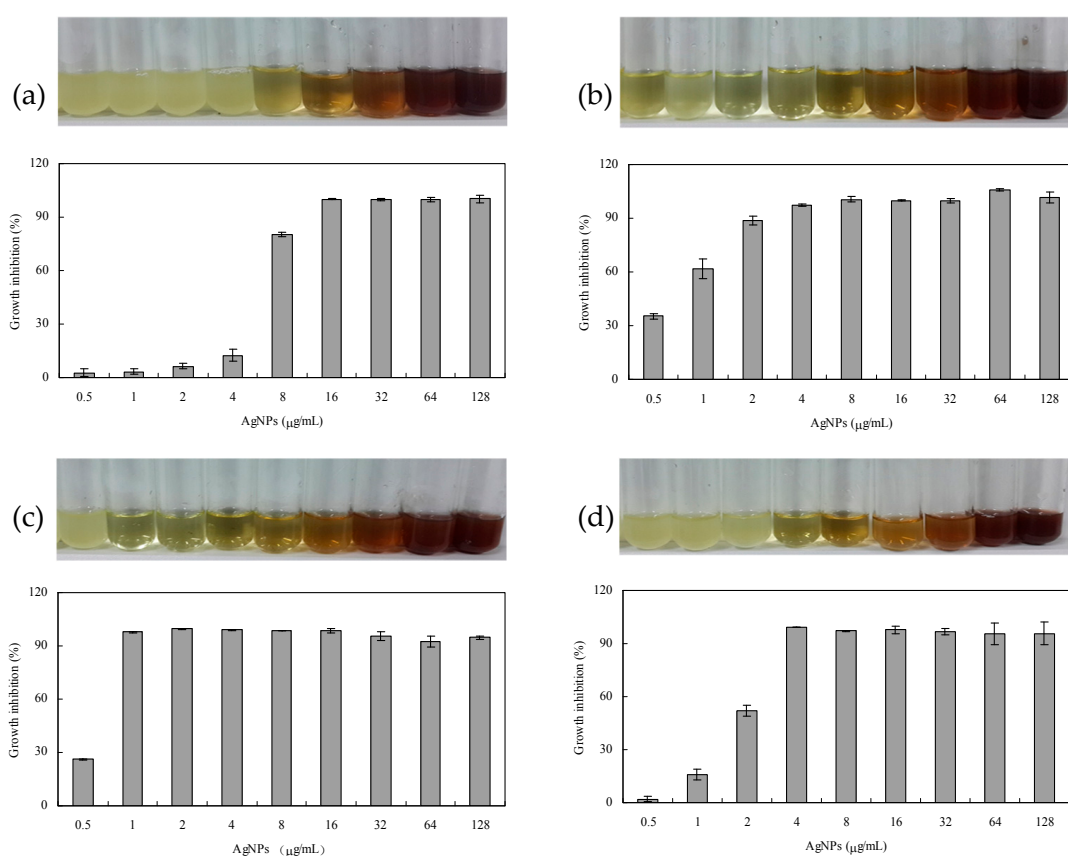 (a)
120
90
60
30
0
Growth inhibition (%)
0.5 1 2 4 8 16 32 64 128
AgNPs (μg/mL)
(b)
120
90
60
30
0
Growth inhibition (%)
0.5 1 2 4 8 16 32 64 128
AgNPs (μg/mL)
(c)
120
90
60
30
0
Growth inhibition (%)
0.5 1 2 4 8 16 32 64 128
AgNPs （μg/mL）
(d)
120
90
60
30
0
Growth inhibition (%)
0.5 1 2 4 8 16 32 64 128
AgNPs (μg/mL)